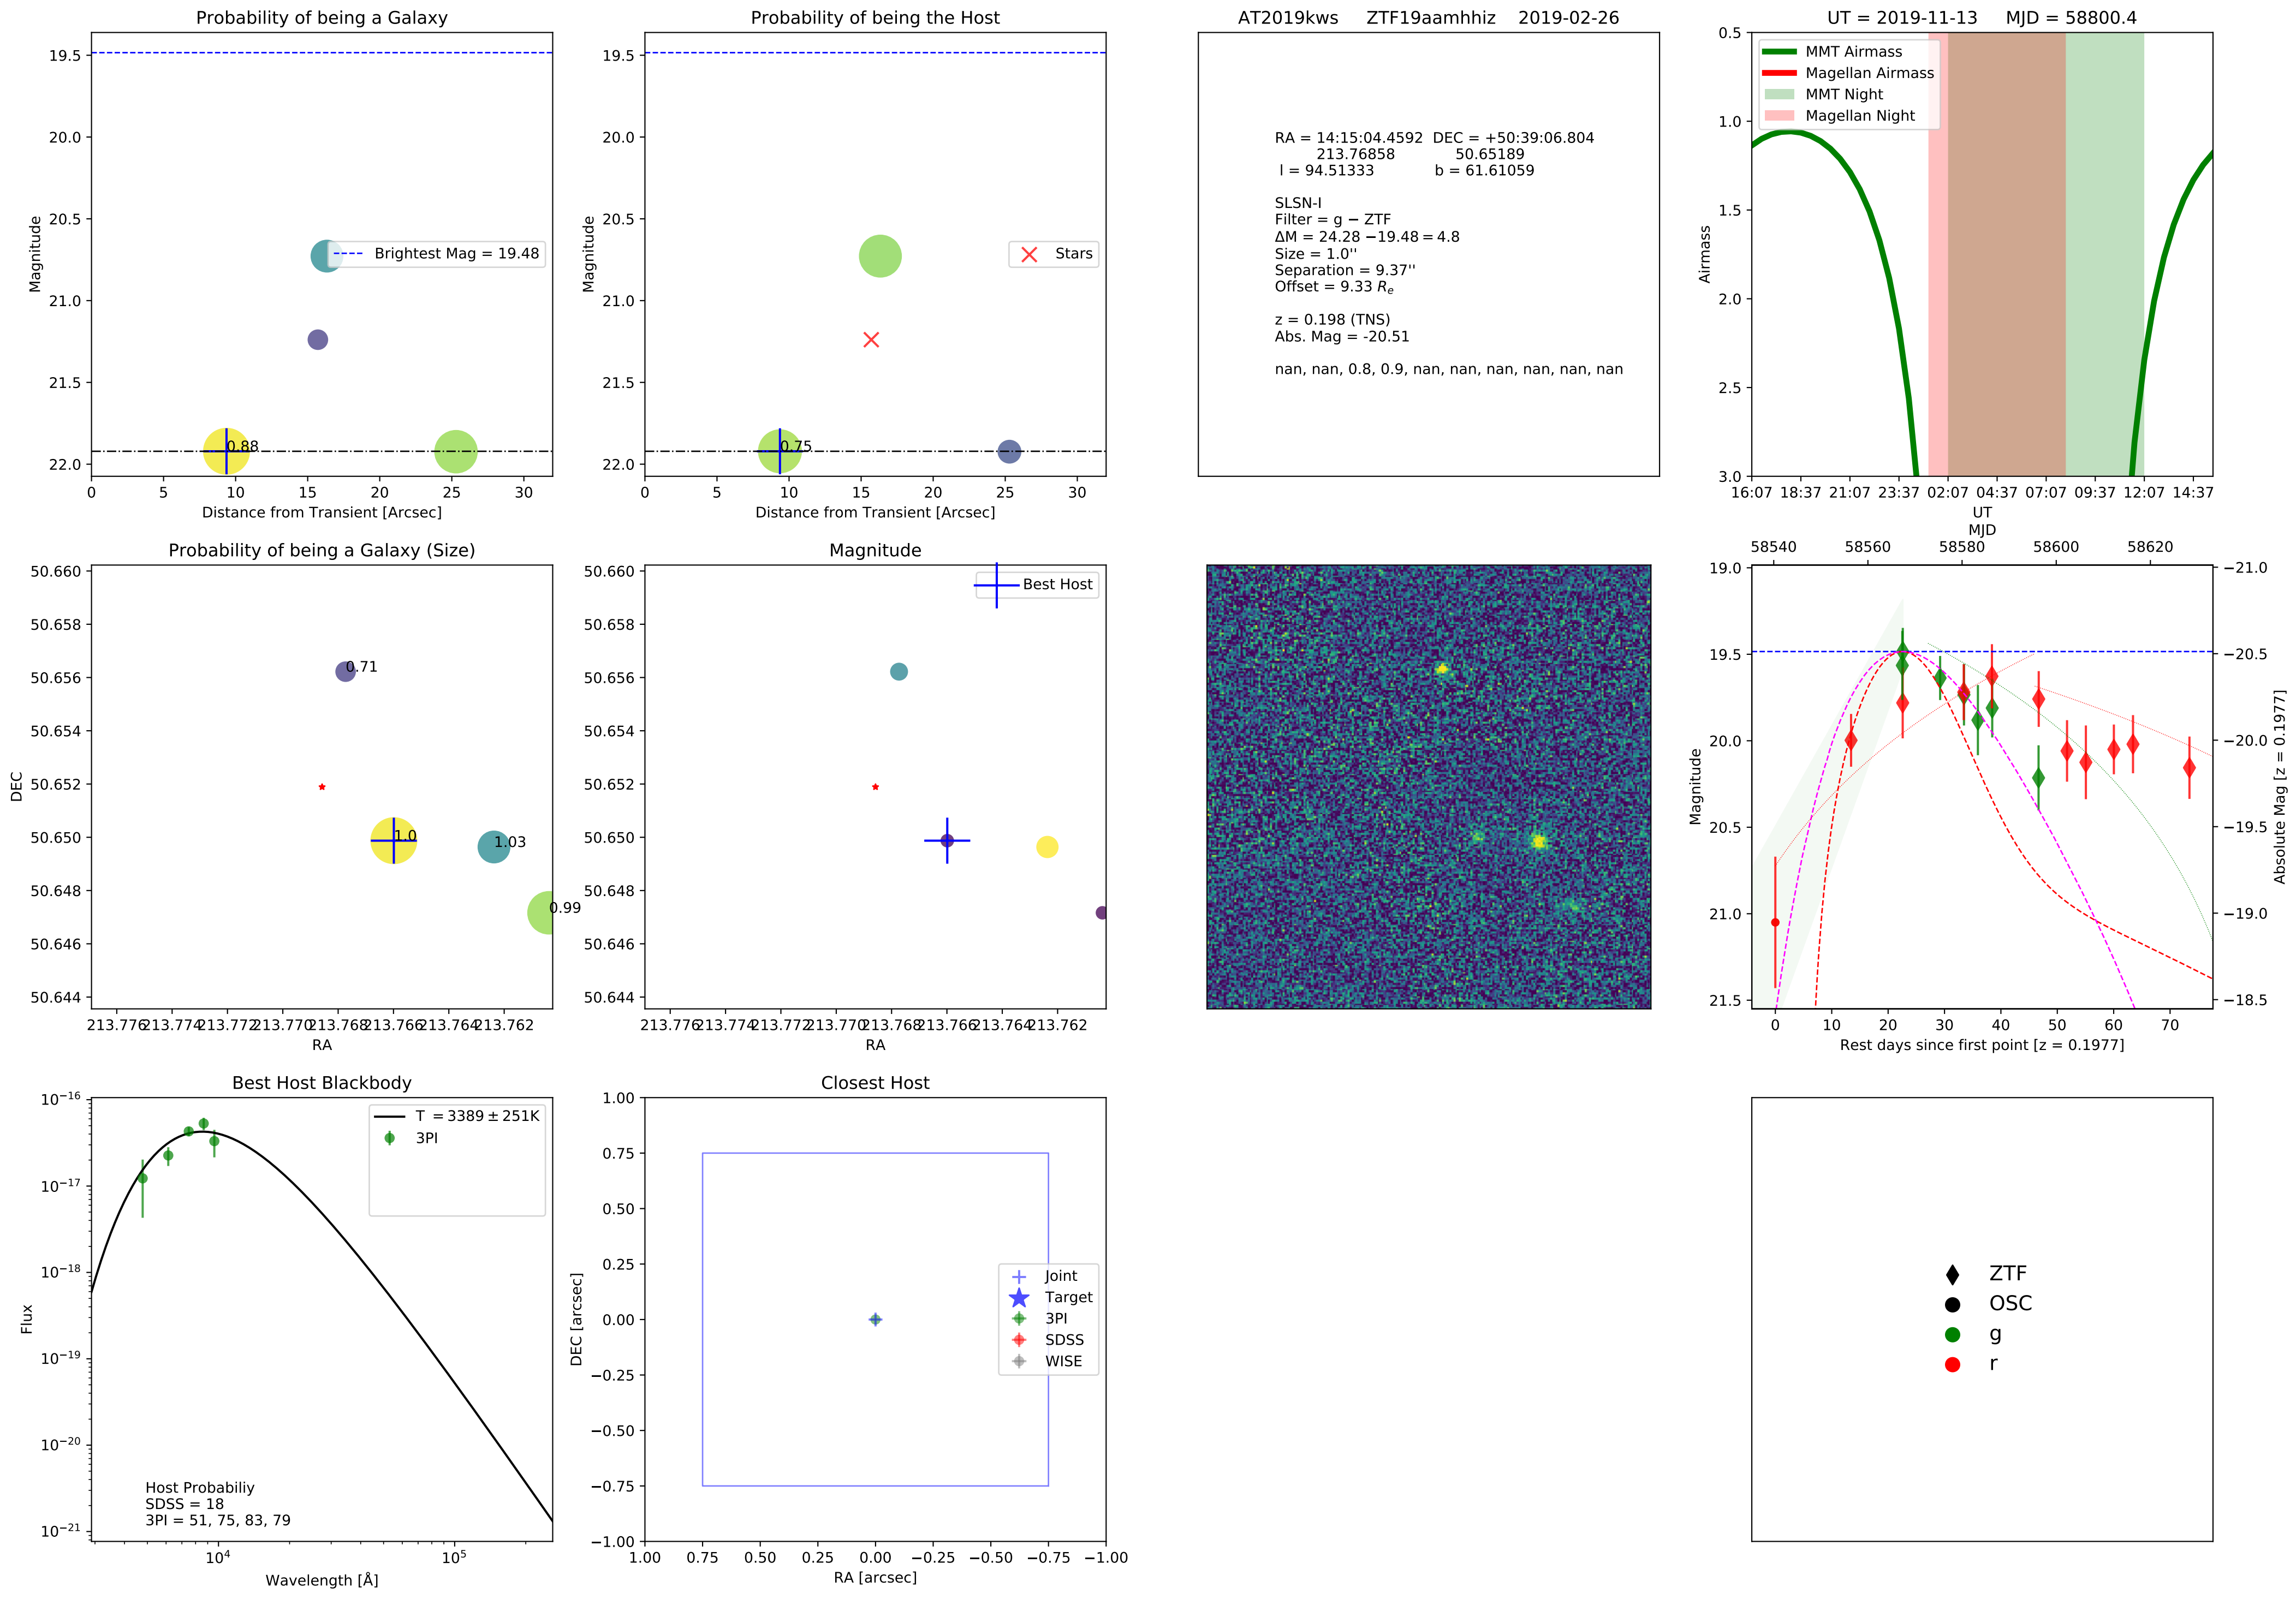 Probability of being a Galaxy
19.5
20.0
20.5
21.0
21.5
22.0
Magnitude
Brightest Mag = 19.48
0.88
0 5 10 15 20 25 30
Distance from Transient [Arcsec]
Probability of being the Host
19.5
20.0
20.5
21.0
21.5
22.0
Magnitude
Stars
0.75
0 5 10 15 20 25 30
Distance from Transient [Arcsec]
AT2019kws ZTF19aamhhiz 2019-02-26
RA = 14:15:04.4592 DEC = +50:39:06.804
213.76858 50.65189
l = 94.51333 b = 61.61059
SLSN-I
Filter = g − ZTF
ΔM = 24.28 −19.48 = 4.8
Size = 1.0''
Separation = 9.37''
Offset = 9.33 Re
z = 0.198 (TNS)
Abs. Mag = -20.51
nan, nan, 0.8, 0.9, nan, nan, nan, nan, nan, nan
UT = 2019-11-13 MJD = 58800.4
0.5
1.0
1.5
2.0
2.5
3.0
Airmass
MMT Airmass
Magellan Airmass
MMT Night
Magellan Night
16:07 18:37 21:07 23:37 02:07 04:37 07:07 09:37 12:07 14:37
UT
Probability of being a Galaxy (Size)
50.660
50.658
50.656
50.654
50.652
50.650
50.648
50.646
50.644
DEC
0.71
1.0
1.03
0.99
213.776 213.774 213.772 213.770 213.768 213.766 213.764 213.762
RA
Magnitude
50.660
50.658
50.656
50.654
50.652
50.650
50.648
50.646
50.644
Best Host
213.776 213.774 213.772 213.770 213.768 213.766 213.764 213.762
RA
MJD
58540 58560 58580 58600 58620
19.0
19.5
20.0
20.5
21.0
21.5
Magnitude
−21.0
−20.5
−20.0
−19.5
−19.0
−18.5
Absolute Mag [z = 0.1977]
0 10 20 30 40 50 60 70
Rest days since first point [z = 0.1977]
Best Host Blackbody
10−16
10−17
10−18
10−19
10−20
10−21
Flux
T = 3389 ± 251K
3PI
Host Probabiliy
SDSS = 18
3PI = 51, 75, 83, 79
104 105
Wavelength [Å]
Closest Host
1.00
0.75
0.50
0.25
0.00
−0.25
−0.50
−0.75
−1.00
DEC [arcsec]
Joint
Target
3PI
SDSS
WISE
1.00 0.75 0.50 0.25 0.00 −0.25 −0.50 −0.75 −1.00
RA [arcsec]
ZTF
OSC
g
r